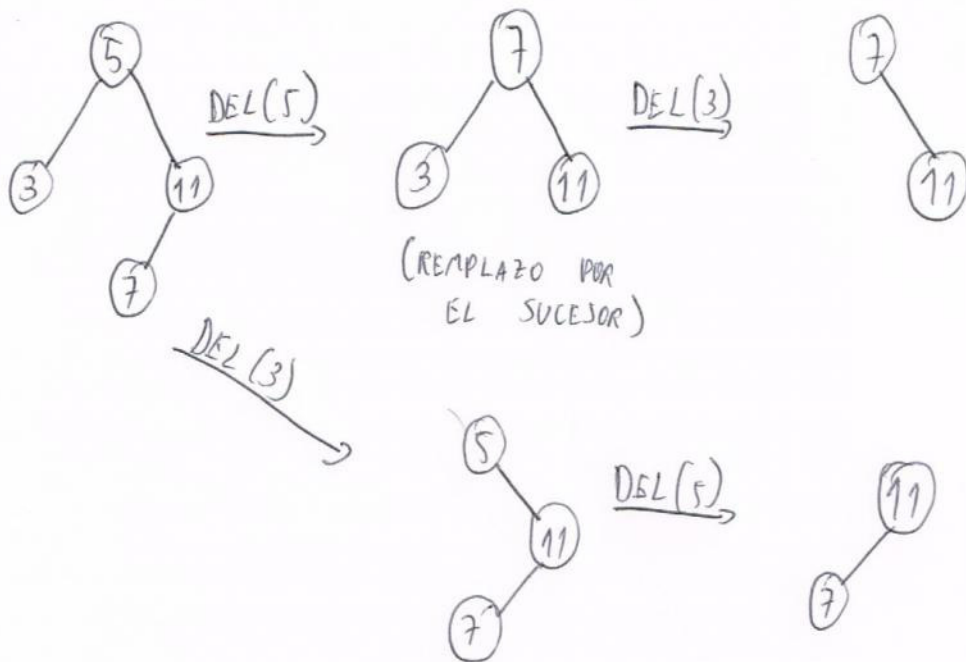 5
DEL(5)
7
DEL(3)
7
3
11
3
11
11
7
(REMPLAZO POR
EL SUCESOR)
DEL(3)
5
DEL(5)
11
11
7
7